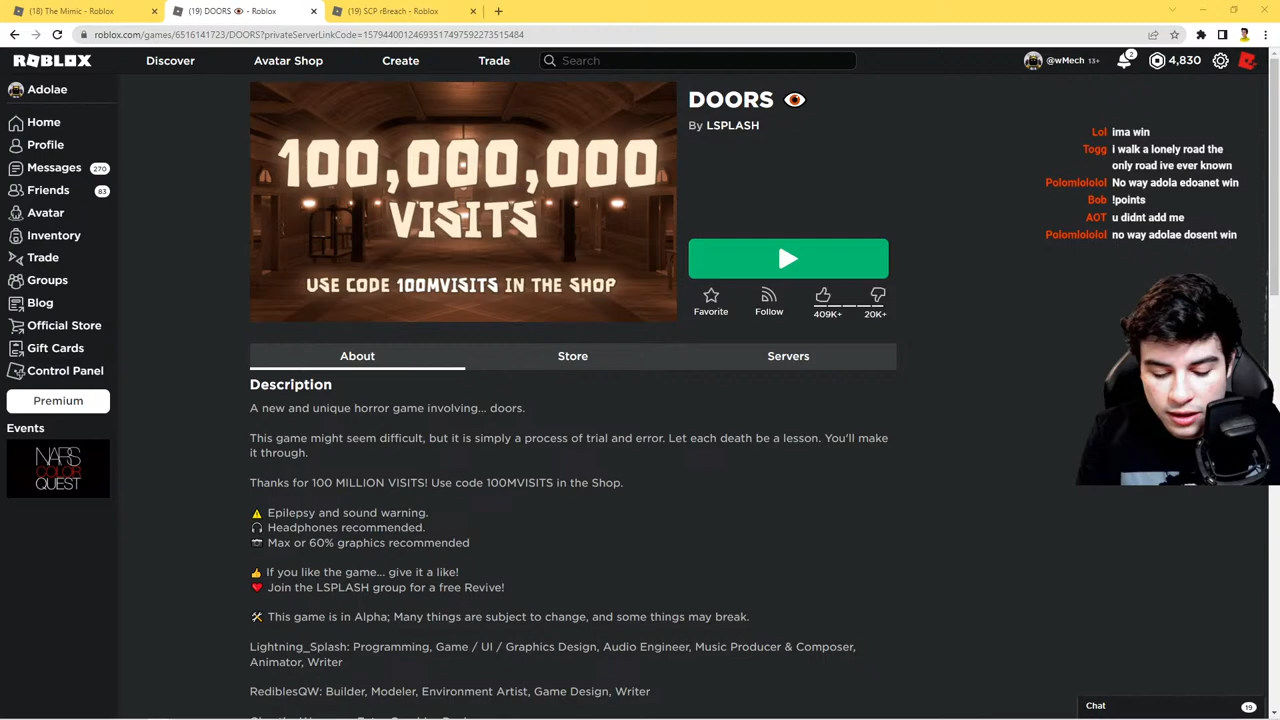 (18) The Mimic - Roblox
(19) DOORS 👁 - Roblox
(19) SCP rBreach - Roblox
roblox.com/games/6516141723/DOORS?privateServerLinkCode=15794400124693517497592273515484
ROBLOX
Discover
Avatar Shop
Create
Trade
Search
@wMech 13+
2
4,830
Adolae
Home
Profile
Messages 270
Friends 83
Avatar
Inventory
Trade
Groups
Blog
Official Store
Gift Cards
Control Panel
Premium
Events
NARS
COLOR
QUEST
100,000,000
VISITS
USE CODE 100MVISITS IN THE SHOP
DOORS 👁
By LSPLASH
Favorite
Follow
409K+
20K+
About
Store
Servers
Description
A new and unique horror game involving... doors.
This game might seem difficult, but it is simply a process of trial and error. Let each death be a lesson. You'll make
it through.
Thanks for 100 MILLION VISITS! Use code 100MVISITS in the Shop.
⚠️ Epilepsy and sound warning.
🎧 Headphones recommended.
📷 Max or 60% graphics recommended
👍 If you like the game... give it a like!
❤️ Join the LSPLASH group for a free Revive!
🛠️ This game is in Alpha; Many things are subject to change, and some things may break.
Lightning_Splash: Programming, Game / UI / Graphics Design, Audio Engineer, Music Producer & Composer,
Animator, Writer
RediblesQW: Builder, Modeler, Environment Artist, Game Design, Writer
Lol ima win
Togg i walk a lonely road the
only road ive ever known
Polomlololol No way adola edoanet win
Bob !points
AOT u didnt add me
Polomlololol no way adolae dosent win
Chat 19